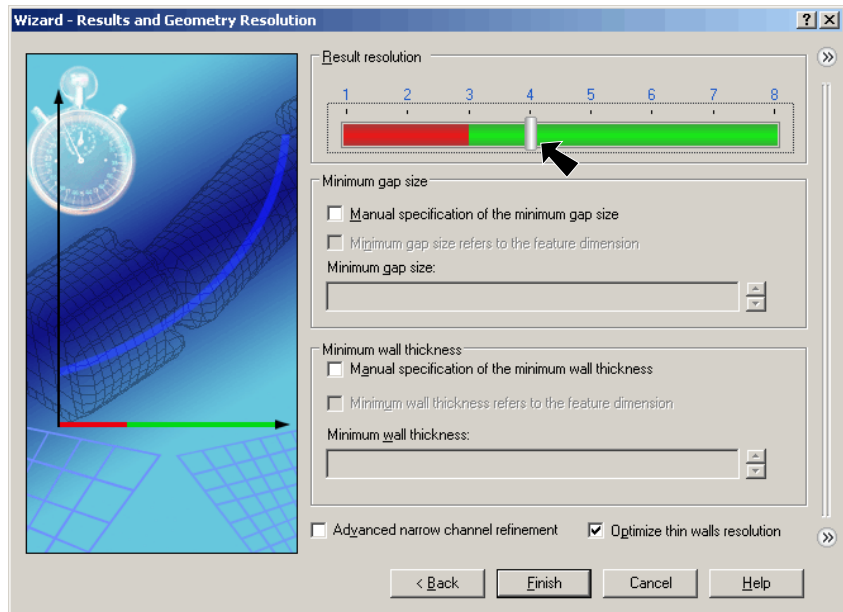 Wizard - Results and Geometry Resolution
Result resolution
1 2 3 4 5 6 7 8
Minimum gap size
Manual specification of the minimum gap size
Minimum gap size refers to the feature dimension
Minimum gap size:
Minimum wall thickness
Manual specification of the minimum wall thickness
Minimum wall thickness refers to the feature dimension
Minimum wall thickness:
Advanced narrow channel refinement Optimize thin walls resolution
< Back Finish Cancel Help